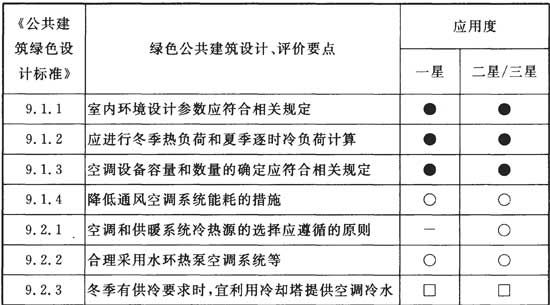 《公共建筑绿色设计标准》 绿色公共建筑设计、评价要点 应用度
一星 二星/三星
9.1.1 室内环境设计参数应符合相关规定 ● ●
9.1.2 应进行冬季热负荷和夏季逐时冷负荷计算 ● ●
9.1.3 空调设备容量和数量的确定应符合相关规定 ● ●
9.1.4 降低通风空调系统能耗的措施 ○ ○
9.2.1 空调和供暖系统冷热源的选择应遵循的原则 — ○
9.2.2 合理采用水环热泵空调系统等 ○ ○
9.2.3 冬季有供冷要求时,宜利用冷却塔提供空调冷水 □ □